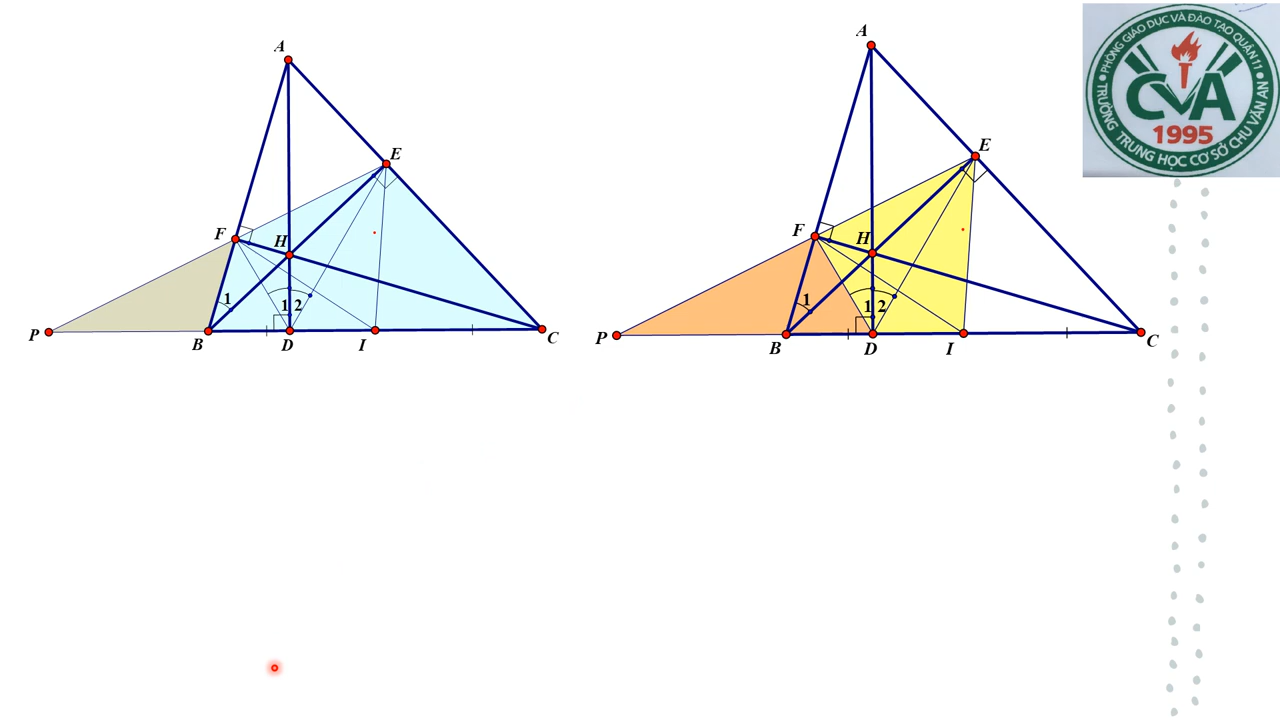 A
E
F
H
1
1
2
P
B
D
I
C
A
E
F
H
1
1
2
P
B
D
I
C
PHÒNG GIÁO DỤC VÀ ĐÀO TẠO QUẬN 11
CVA
1995
TRƯỜNG TRUNG HỌC CƠ SỞ CHU VĂN AN